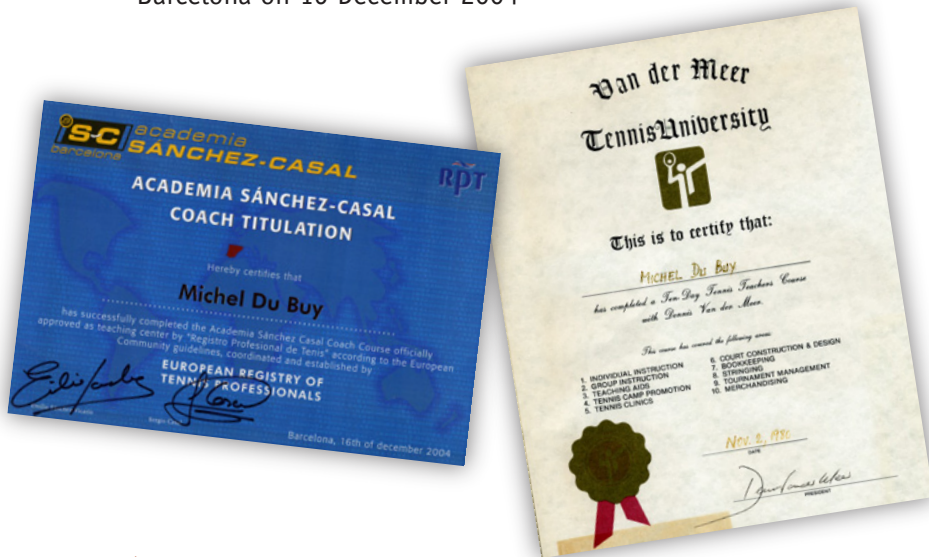 Barcelona on 16 December 2004
S-C
barcelona
academia
SÁNCHEZ-CASAL
RPT
ACADEMIA SÁNCHEZ-CASAL
COACH TITULATION
Hereby certifies that
Michel Du Buy
has successfully completed the Academia Sánchez Casal Coach Course officially
approved as teaching center by "Registro Profesional de Tenis" according to the European
Community guidelines, coordinated and established by
EUROPEAN REGISTRY OF
TENNIS PROFESSIONALS
Barcelona, 16th of december 2004
Van der Meer
TennisUniversity
This is to certify that:
MICHEL DU BUY
has completed a Ten Day Tennis Teachers Course
with Dennis Van der Meer.
This course has covered the following areas:
1. INDIVIDUAL INSTRUCTION
2. GROUP INSTRUCTION
3. TEACHING AIDS
4. TENNIS CAMP PROMOTION
5. TENNIS CLINICS
6. COURT CONSTRUCTION & DESIGN
7. BOOKKEEPING
8. STRINGING
9. TOURNAMENT MANAGEMENT
10. MERCHANDISING
Nov. 2, 1980
DATE
PRESIDENT